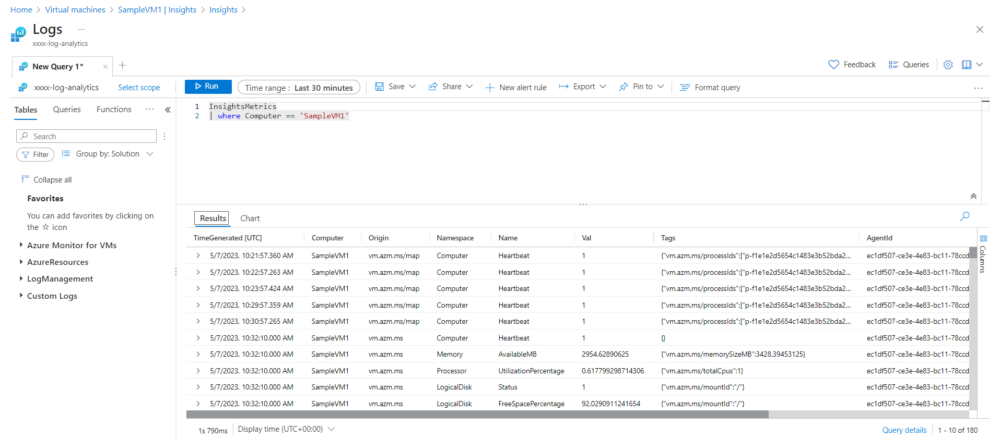 Home > Virtual machines > SampleVM1 | Insights > Insights >
Logs ...
xxxx-log-analytics
New Query 1*
Feedback Queries
xxxx-log-analytics Select scope Run Time range : Last 30 minutes Save Share New alert rule Export Pin to Format query ...
Tables Queries Functions ...
1 InsightsMetrics
2 | where Computer == 'SampleVM1'
Search
Filter Group by: Solution
Collapse all
Favorites
You can add favorites by clicking on
the ☆ icon
Azure Monitor for VMs
AzureResources
LogManagement
Custom Logs
Results Chart
TimeGenerated [UTC] Computer Origin Namespace Name Val Tags AgentId
5/7/2023, 10:21:57.360 AM SampleVM1 vm.azm.ms/map Computer Heartbeat 1 {"vm.azm.ms/processIds":["p-f1e1e2d5654c1483e3b52bda2... ec1df507-ce3e-4e83-bc11-78ccd
5/7/2023, 10:22:57.263 AM SampleVM1 vm.azm.ms/map Computer Heartbeat 1 {"vm.azm.ms/processIds":["p-f1e1e2d5654c1483e3b52bda2... ec1df507-ce3e-4e83-bc11-78ccd
5/7/2023, 10:23:57.424 AM SampleVM1 vm.azm.ms/map Computer Heartbeat 1 {"vm.azm.ms/processIds":["p-f1e1e2d5654c1483e3b52bda2... ec1df507-ce3e-4e83-bc11-78ccd
5/7/2023, 10:29:57.359 AM SampleVM1 vm.azm.ms/map Computer Heartbeat 1 {"vm.azm.ms/processIds":["p-f1e1e2d5654c1483e3b52bda2... ec1df507-ce3e-4e83-bc11-78ccd
5/7/2023, 10:30:57.265 AM SampleVM1 vm.azm.ms/map Computer Heartbeat 1 {"vm.azm.ms/processIds":["p-f1e1e2d5654c1483e3b52bda2... ec1df507-ce3e-4e83-bc11-78ccd
5/7/2023, 10:32:10.000 AM SampleVM1 vm.azm.ms Computer Heartbeat 1 {} ec1df507-ce3e-4e83-bc11-78ccd
5/7/2023, 10:32:10.000 AM SampleVM1 vm.azm.ms Memory AvailableMB 2954.62890625 {"vm.azm.ms/memorySizeMB":3428.39453125} ec1df507-ce3e-4e83-bc11-78ccd
5/7/2023, 10:32:10.000 AM SampleVM1 vm.azm.ms Processor UtilizationPercentage 0.617799298714306 {"vm.azm.ms/totalCpus":1} ec1df507-ce3e-4e83-bc11-78ccd
5/7/2023, 10:32:10.000 AM SampleVM1 vm.azm.ms LogicalDisk Status 1 {"vm.azm.ms/mountId":"/"} ec1df507-ce3e-4e83-bc11-78ccd
5/7/2023, 10:32:10.000 AM SampleVM1 vm.azm.ms LogicalDisk FreeSpacePercentage 92.0290911241654 {"vm.azm.ms/mountId":"/"} ec1df507-ce3e-4e83-bc11-78ccd
Columns
1s 790ms Display time (UTC+00:00) Query details 1 - 10 of 180